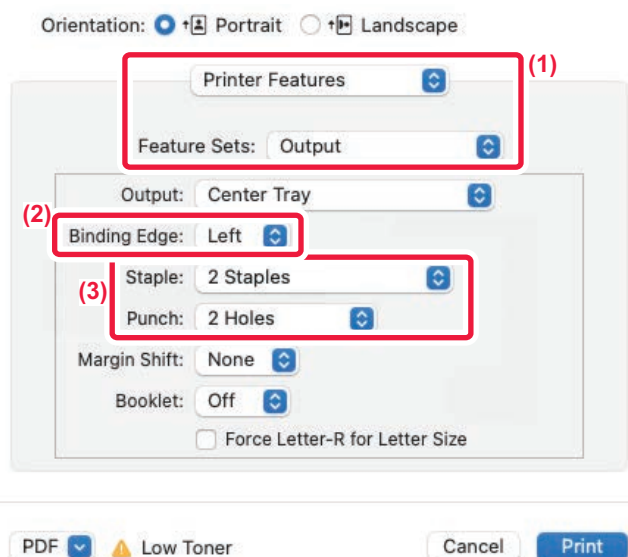 Orientation: Portrait Landscape
(1)
Printer Features
Feature Sets: Output
Output: Center Tray
(2)
Binding Edge: Left
(3)
Staple: 2 Staples
Punch: 2 Holes
Margin Shift: None
Booklet: Off
Force Letter-R for Letter Size
PDF Low Toner Cancel Print